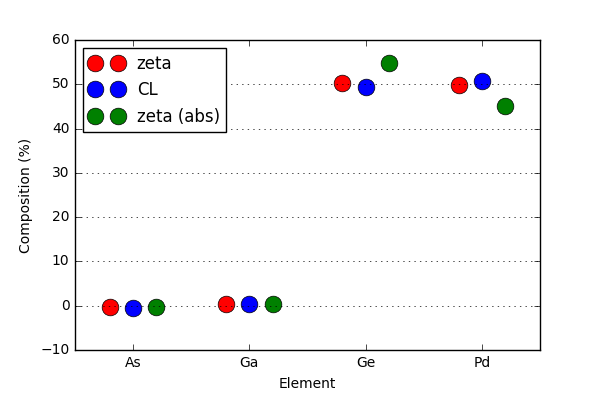 zeta
CL
zeta (abs)
60
50
40
30
20
10
0
−10
Composition (%)
As Ga Ge Pd
Element